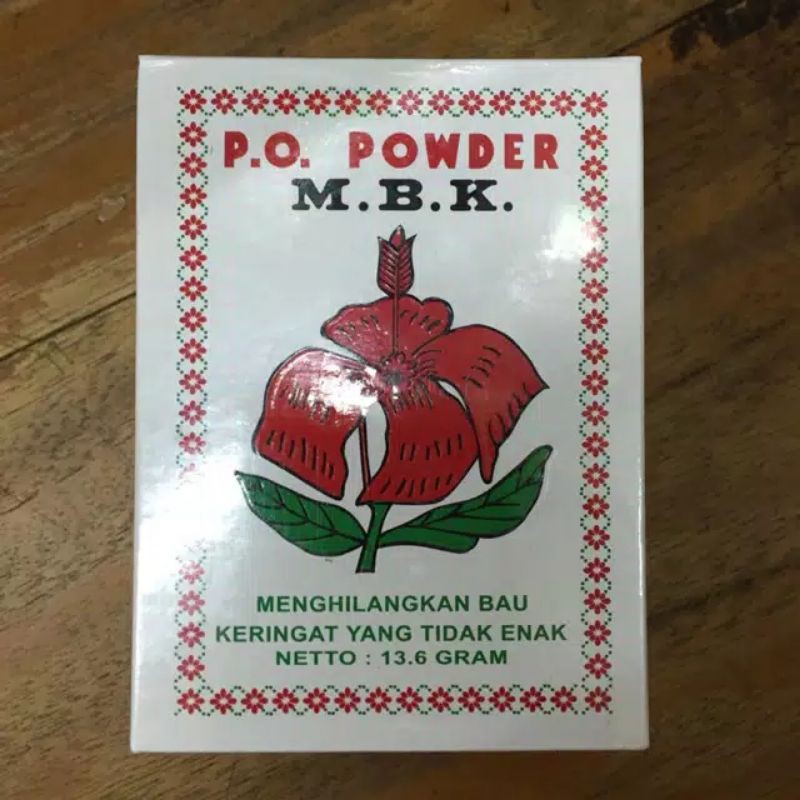 P.O. POWDER
M.B.K.
MENGHILANGKAN BAU
KERINGAT YANG TIDAK ENAK
NETTO : 13.6 GRAM